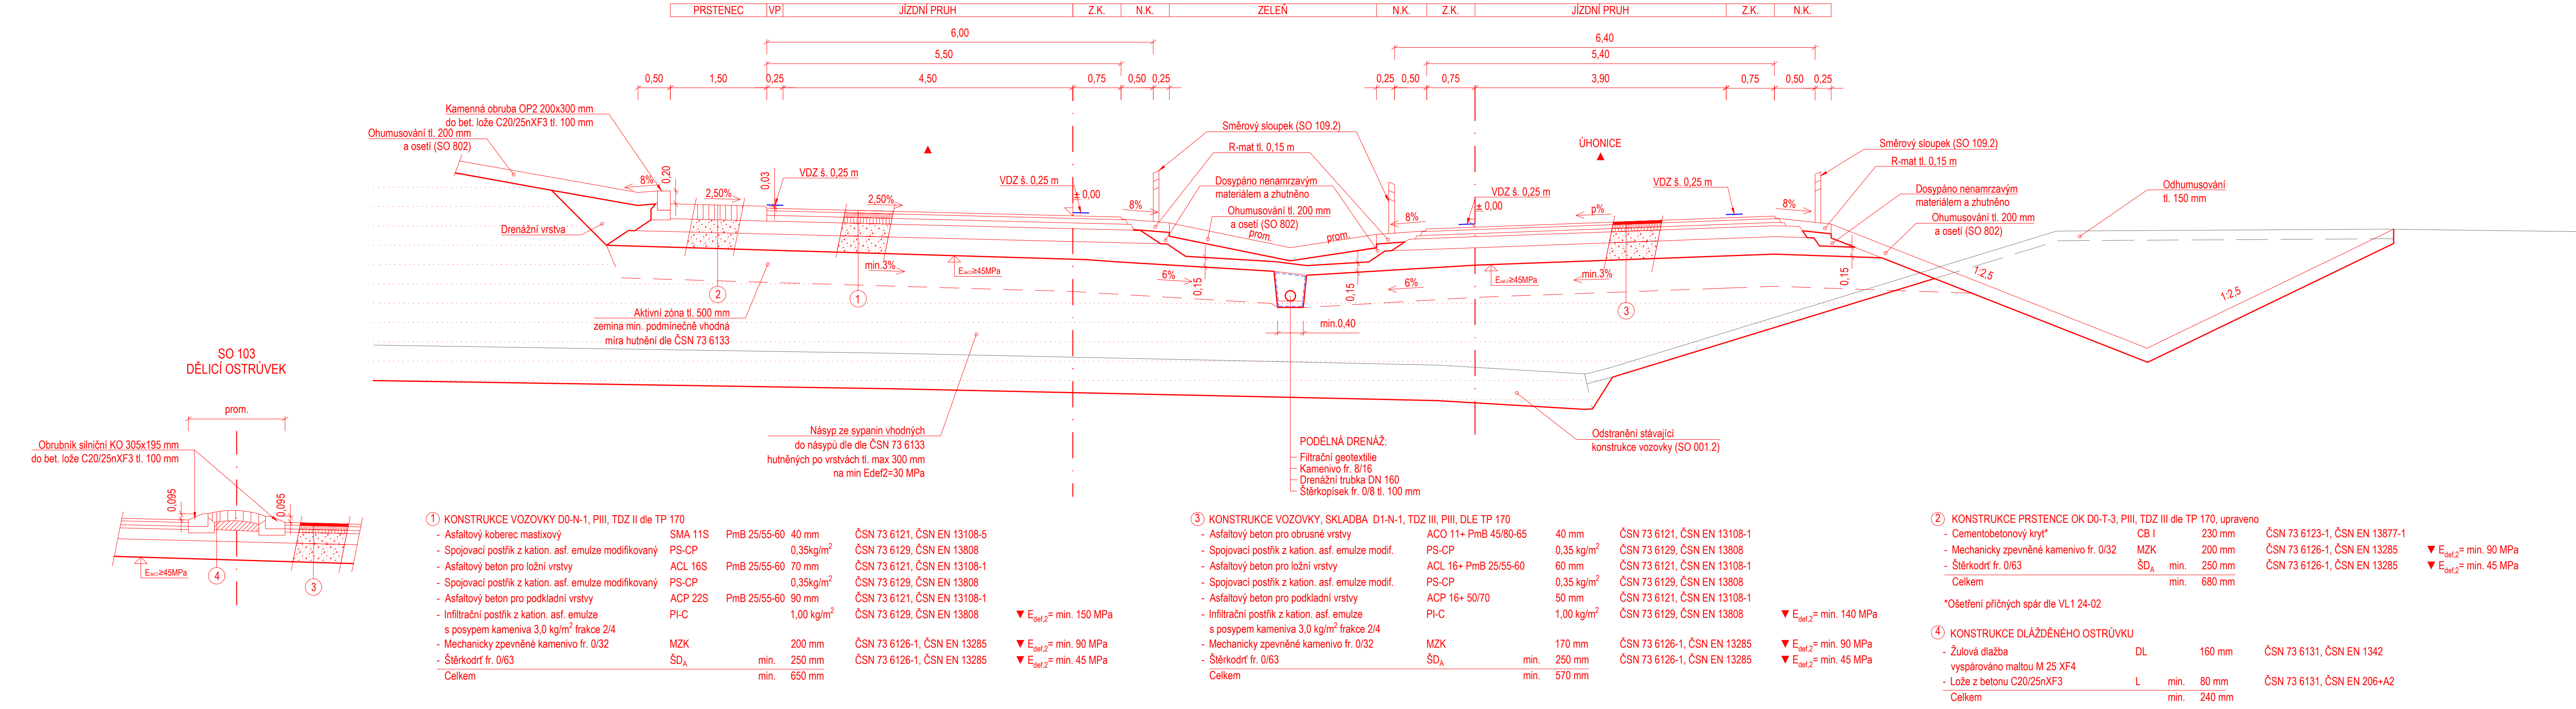 PRSTENEC VP JÍZDNÍ PRUH Z.K. N.K. ZELEŇ N.K. Z.K. JÍZDNÍ PRUH Z.K. N.K.
6,00
6,40
5,50
5,40
0,50 1,50 0,25 4,50 0,75 0,50 0,25
0,25 0,50 0,75 3,90 0,75 0,50 0,25
Kamenná obruba OP2 200x300 mm
do bet. lože C20/25nXF3 tl. 100 mm
Ohumusování tl. 200 mm
a osetí (SO 802)
8%
0,20
2,50%
0,03
VDZ š. 0,25 m
2,50%
VDZ š. 0,25 m
± 0,00
8%
Drenážní vrstva
Směrový sloupek (SO 109.2)
R-mat tl. 0,15 m
Dosypáno nenamrzavým
materiálem a zhutněno
Ohumusování tl. 200 mm
a osetí (SO 802)
prom.
prom.
8%
VDZ š. 0,25 m
± 0,00
ÚHONICE
p%
VDZ š. 0,25 m
8%
Směrový sloupek (SO 109.2)
R-mat tl. 0,15 m
Dosypáno nenamrzavým
materiálem a zhutněno
Ohumusování tl. 200 mm
a osetí (SO 802)
Odhumusování
tl. 150 mm
min.3%
Edef,2≥45MPa
6%
0,15
0,15
6%
Edef,2≥45MPa
min.3%
0,15
1:2,5
1:2,5
2
1
3
min.0,40
Aktivní zóna tl. 500 mm
zemina min. podmínečně vhodná
míra hutnění dle ČSN 73 6133
Násyp ze sypanin vhodných
do násypů dle dle ČSN 73 6133
hutněných po vrstvách tl. max 300 mm
na min Edef2=30 MPa
PODÉLNÁ DRENÁŽ:
Filtrační geotextilie
Kamenivo fr. 8/16
Drenážní trubka DN 160
Štěrkopísek fr. 0/8 tl. 100 mm
Odstranění stávající
konstrukce vozovky (SO 001.2)
SO 103
DĚLICÍ OSTRŮVEK
prom.
Obrubník silniční KO 305x195 mm
do bet. lože C20/25nXF3 tl. 100 mm
0,095
0,095
Edef,2≥45MPa
4
3
1 KONSTRUKCE VOZOVKY D0-N-1, PIII, TDZ II dle TP 170
- Asfaltový koberec mastixový SMA 11S PmB 25/55-60 40 mm ČSN 73 6121, ČSN EN 13108-5
- Spojovací postřik z kation. asf. emulze modifikovaný PS-CP 0,35kg/m2 ČSN 73 6129, ČSN EN 13808
- Asfaltový beton pro ložní vrstvy ACL 16S PmB 25/55-60 70 mm ČSN 73 6121, ČSN EN 13108-1
- Spojovací postřik z kation. asf. emulze modifikovaný PS-CP 0,35kg/m2 ČSN 73 6129, ČSN EN 13808
- Asfaltový beton pro podkladní vrstvy ACP 22S PmB 25/55-60 90 mm ČSN 73 6121, ČSN EN 13108-1
- Infiltrační postřik z kation. asf. emulze PI-C 1,00 kg/m2 ČSN 73 6129, ČSN EN 13808 ▼ Edef,2= min. 150 MPa
s posypem kameniva 3,0 kg/m2 frakce 2/4
- Mechanicky zpevněné kamenivo fr. 0/32 MZK 200 mm ČSN 73 6126-1, ČSN EN 13285 ▼ Edef,2= min. 90 MPa
- Štěrkodrť fr. 0/63 ŠDA min. 250 mm ČSN 73 6126-1, ČSN EN 13285 ▼ Edef,2= min. 45 MPa
Celkem min. 650 mm
3 KONSTRUKCE VOZOVKY, SKLADBA D1-N-1, TDZ III, PIII, DLE TP 170
- Asfaltový beton pro obrusné vrstvy ACO 11+ PmB 45/80-65 40 mm ČSN 73 6121, ČSN EN 13108-1
- Spojovací postřik z kation. asf. emulze modif. PS-CP 0,35 kg/m2 ČSN 73 6129, ČSN EN 13808
- Asfaltový beton pro ložní vrstvy ACL 16+ PmB 25/55-60 60 mm ČSN 73 6121, ČSN EN 13108-1
- Spojovací postřik z kation. asf. emulze modif. PS-CP 0,35 kg/m2 ČSN 73 6129, ČSN EN 13808
- Asfaltový beton pro podkladní vrstvy ACP 16+ 50/70 50 mm ČSN 73 6121, ČSN EN 13108-1
- Infiltrační postřik z kation. asf. emulze PI-C 1,00 kg/m2 ČSN 73 6129, ČSN EN 13808 ▼ Edef,2= min. 140 MPa
s posypem kameniva 3,0 kg/m2 frakce 2/4
- Mechanicky zpevněné kamenivo fr. 0/32 MZK 170 mm ČSN 73 6126-1, ČSN EN 13285 ▼ Edef,2= min. 90 MPa
- Štěrkodrť fr. 0/63 ŠDA min. 250 mm ČSN 73 6126-1, ČSN EN 13285 ▼ Edef,2= min. 45 MPa
Celkem min. 570 mm
2 KONSTRUKCE PRSTENCE OK D0-T-3, PIII, TDZ III dle TP 170, upraveno
- Cementobetonový kryt* CB I 230 mm ČSN 73 6123-1, ČSN EN 13877-1
- Mechanicky zpevněné kamenivo fr. 0/32 MZK 200 mm ČSN 73 6126-1, ČSN EN 13285 ▼ Edef,2= min. 90 MPa
- Štěrkodrť fr. 0/63 ŠDA min. 250 mm ČSN 73 6126-1, ČSN EN 13285 ▼ Edef,2= min. 45 MPa
Celkem min. 680 mm
*Ošetření příčných spár dle VL1 24-02
4 KONSTRUKCE DLÁŽDĚNÉHO OSTRŮVKU
- Žulová dlažba DL 160 mm ČSN 73 6131, ČSN EN 1342
vyspárováno maltou M 25 XF4
- Lože z betonu C20/25nXF3 L min. 80 mm ČSN 73 6131, ČSN EN 206+A2
Celkem min. 240 mm